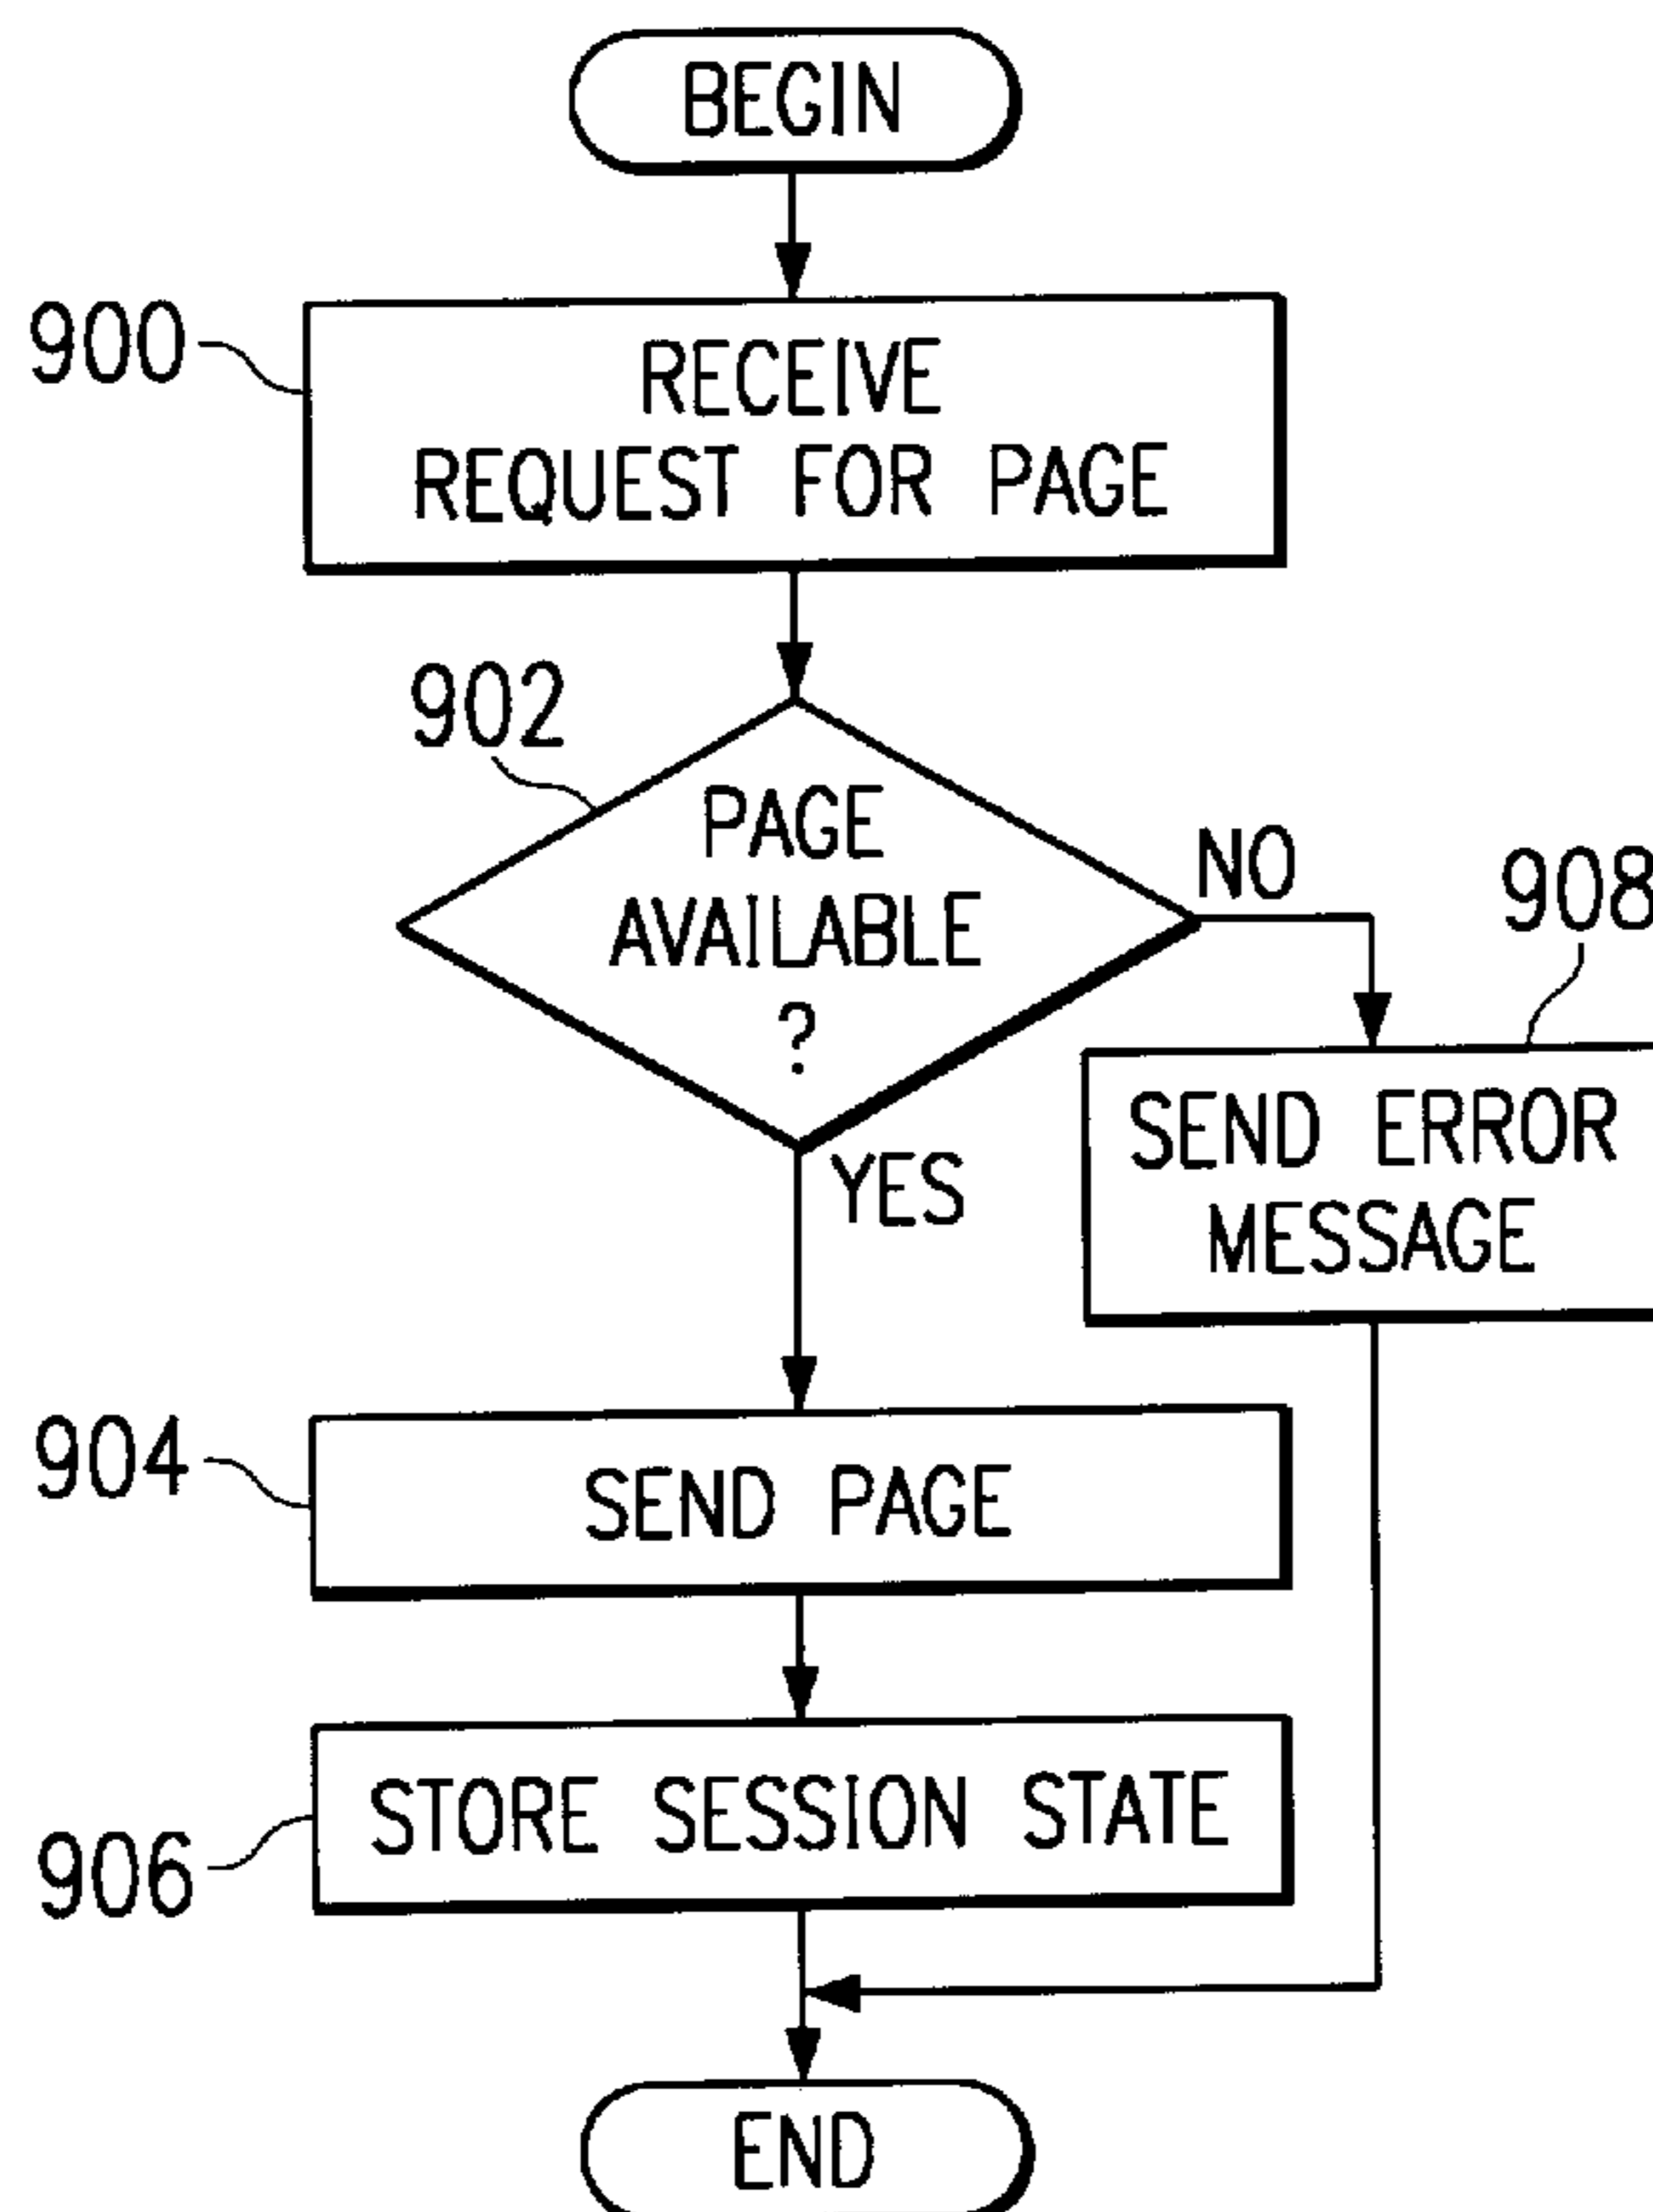 BEGIN
900
RECEIVE
REQUEST FOR PAGE
902
PAGE
AVAILABLE
?
NO
908
SEND ERROR
MESSAGE
YES
904
SEND PAGE
906
STORE SESSION STATE
END